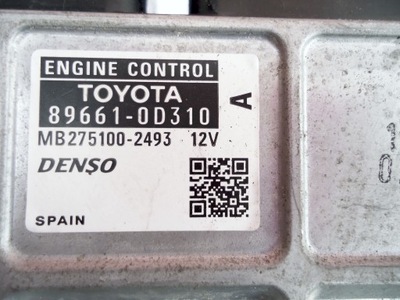 ENGINE CONTROL
TOYOTA
89661-0D310
A
MB275100-2493 12V
DENSO
SPAIN